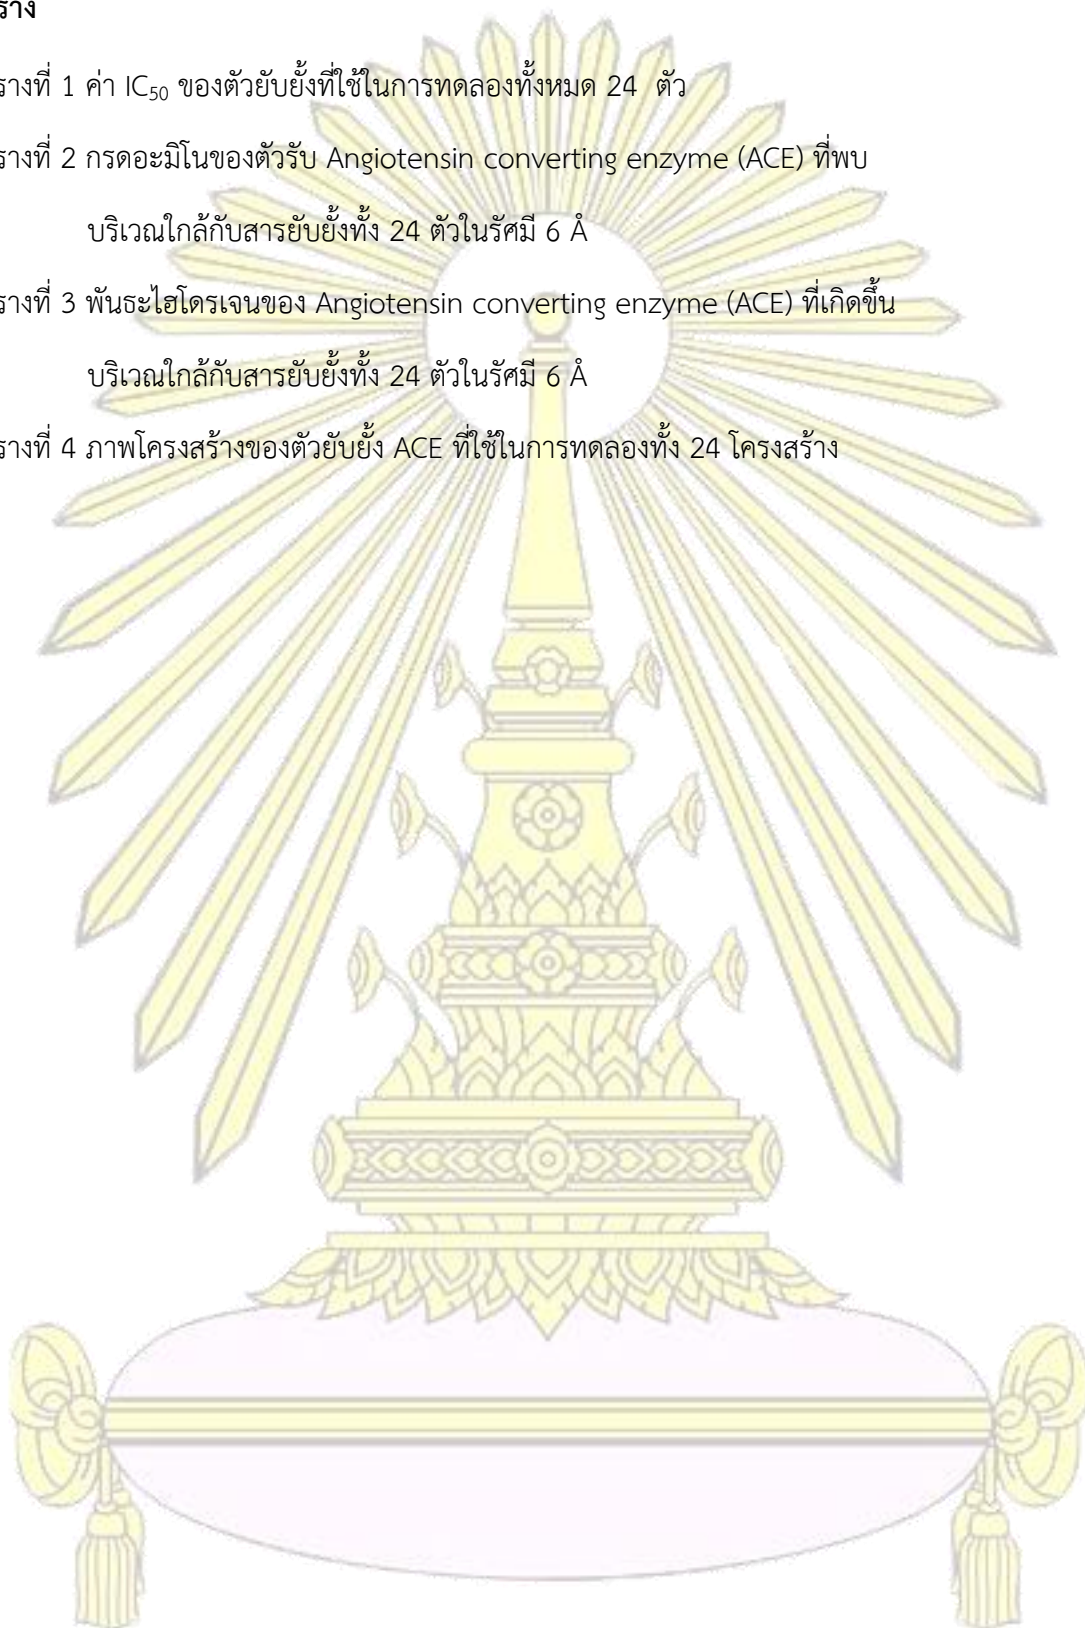 ราง
รางที่ 1 ค่า IC₅₀ ของตัวยับยั้งที่ใช้ในการทดลองทั้งหมด 24 ตัว
รางที่ 2 กรดอะมิโนของตัวรับ Angiotensin converting enzyme (ACE) ที่พบ
บริเวณใกล้กับสารยับยั้งทั้ง 24 ตัวในรัศมี 6 Å
รางที่ 3 พันธะไฮโดรเจนของ Angiotensin converting enzyme (ACE) ที่เกิดขึ้น
บริเวณใกล้กับสารยับยั้งทั้ง 24 ตัวในรัศมี 6 Å
รางที่ 4 ภาพโครงสร้างของตัวยับยั้ง ACE ที่ใช้ในการทดลองทั้ง 24 โครงสร้าง